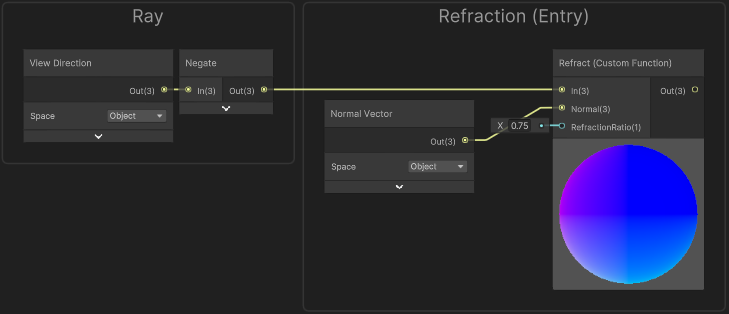 Ray
View Direction
Out(3)
Space
Object
Negate
In(3)
Out(3)
Refraction (Entry)
Normal Vector
Out(3)
Space
Object
X 0.75
Refract (Custom Function)
In(3)
Out(3)
Normal(3)
RefractionRatio(1)